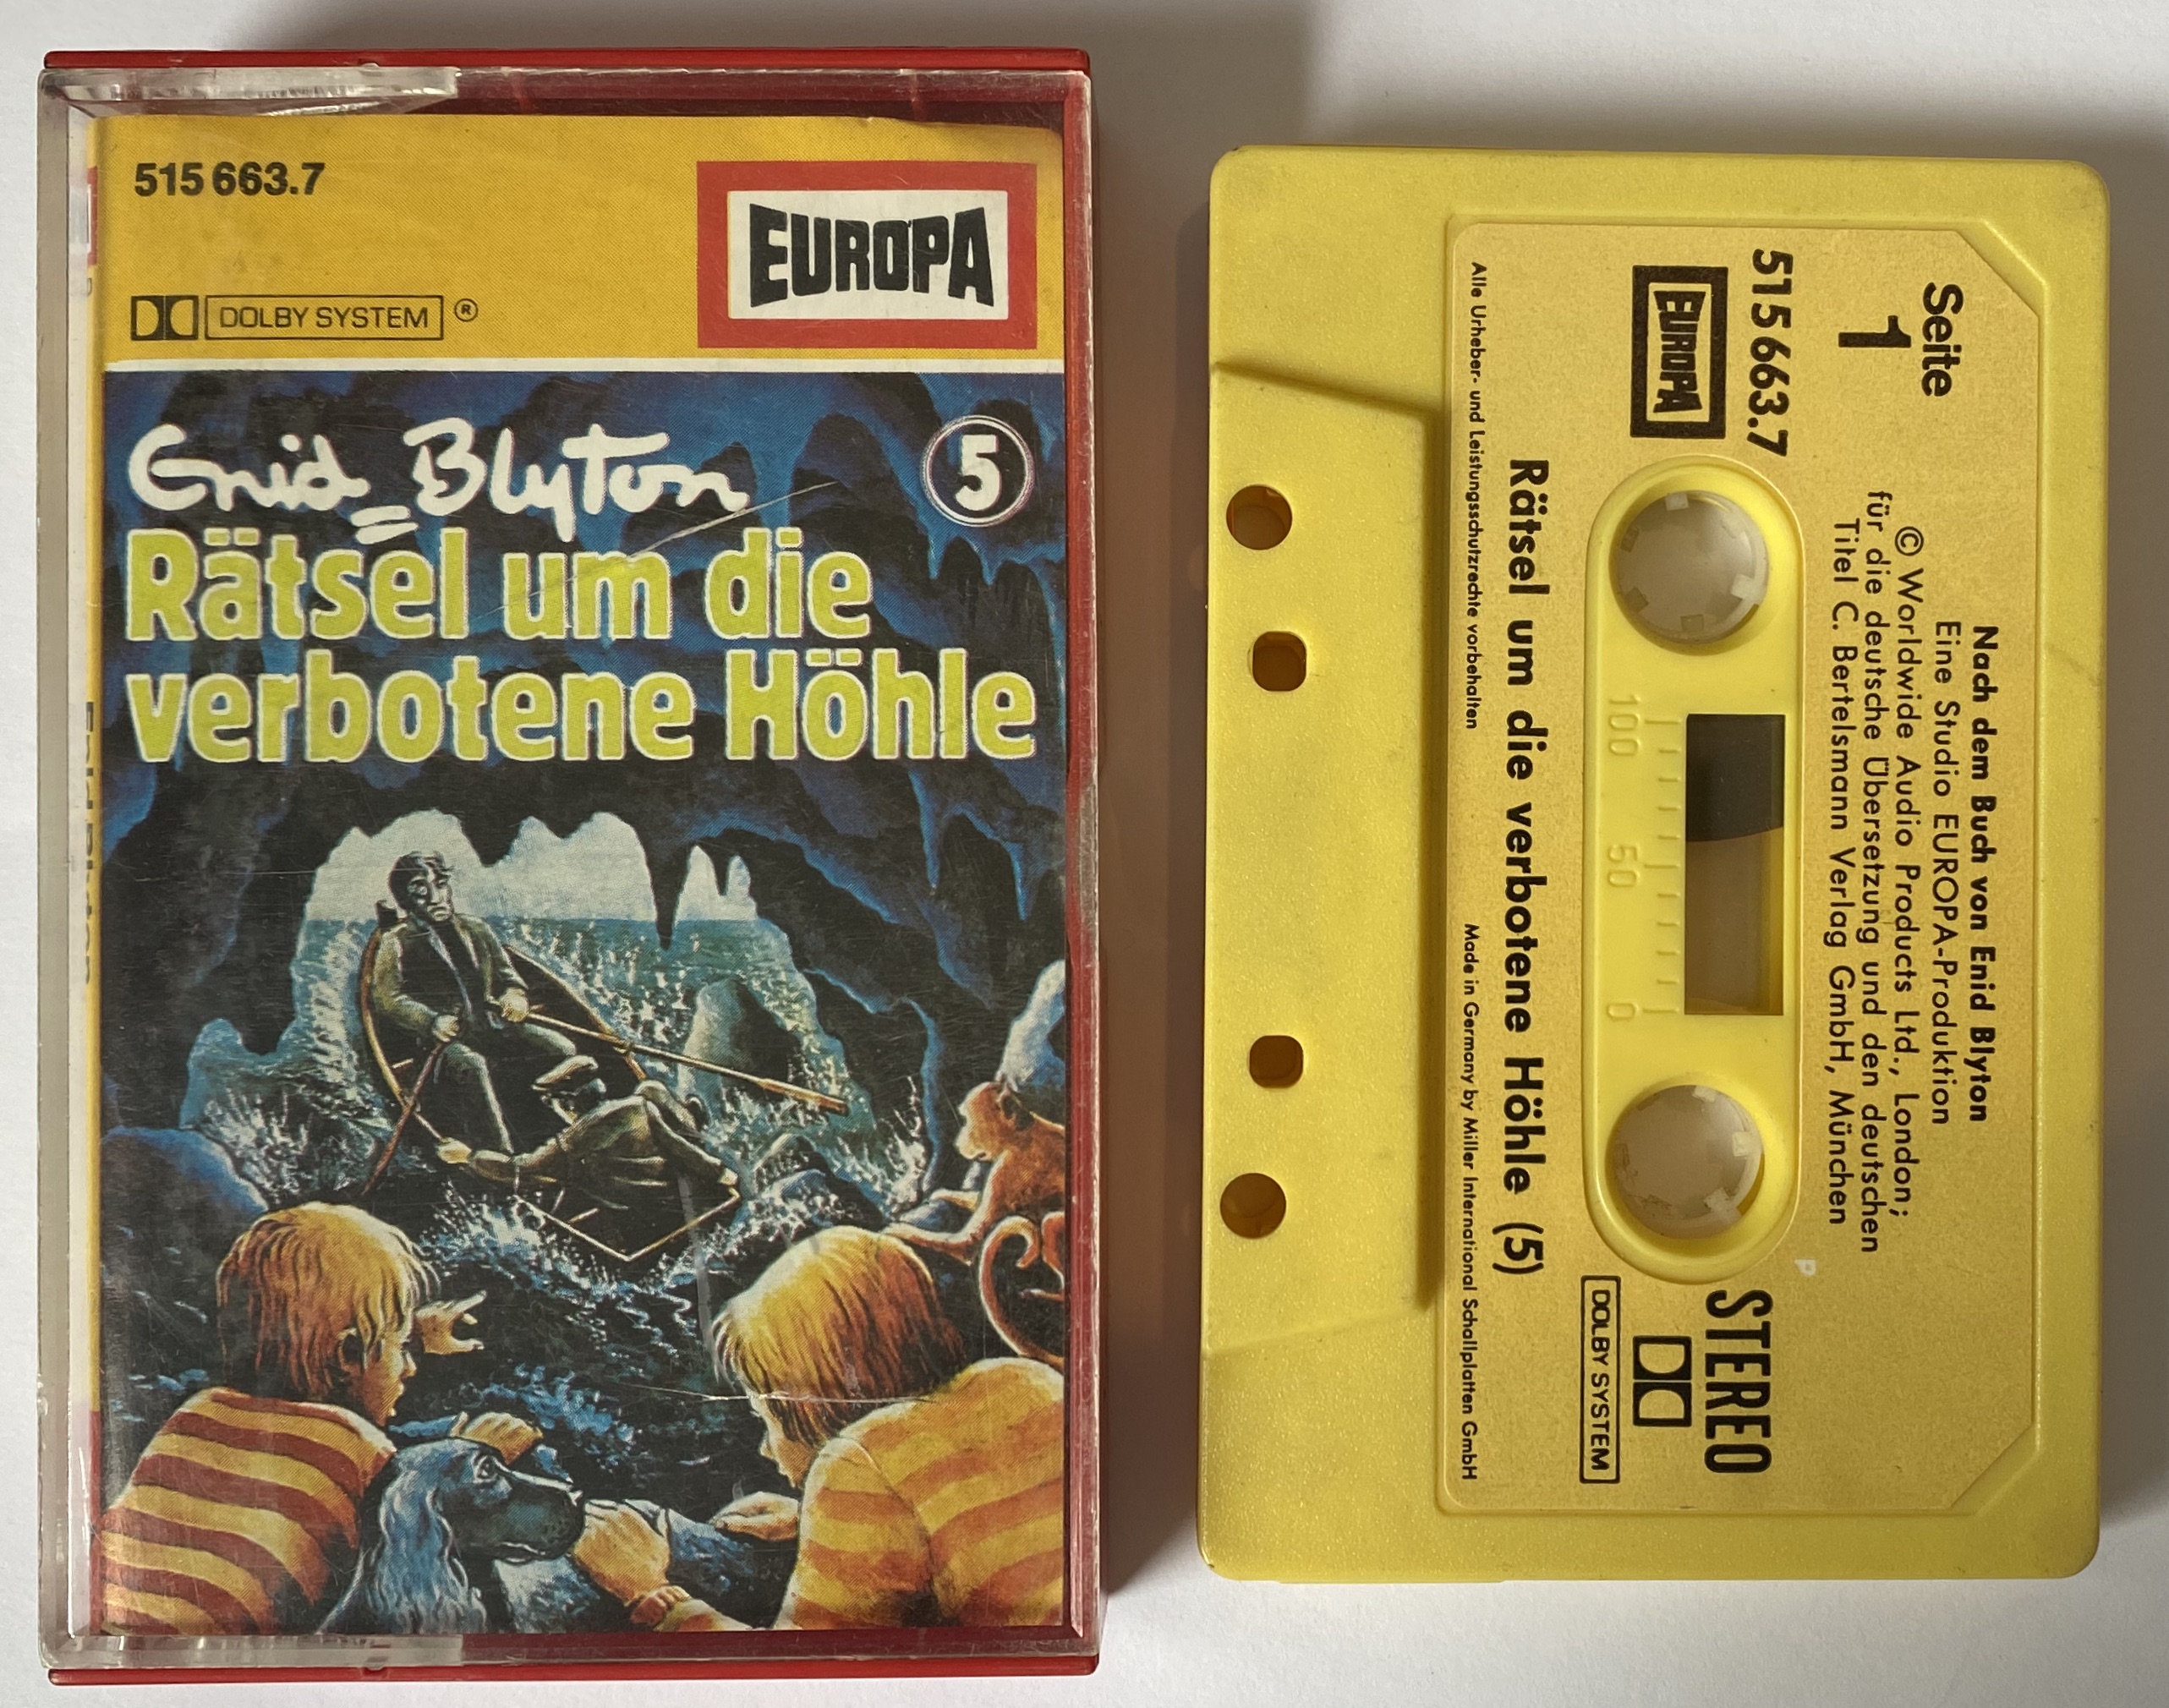 515 663.7
EUROPA
DOLBY SYSTEM ®
Enid Blyton
5
Rätsel um die
verbotene Höhle
Seite
1
515 663.7
EUROPA
Nach dem Buch von Enid Blyton
Eine Studio EUROPA-Produktion
© Worldwide Audio Products Ltd., London;
für die deutsche Übersetzung und den deutschen
Titel C. Bertelsmann Verlag GmbH, München
STEREO
DOLBY SYSTEM
100 50 0
Rätsel um die verbotene Höhle (5)
Alle Urheber- und Leistungsschutzrechte vorbehalten
Made in Germany by Miller International Schallplatten GmbH